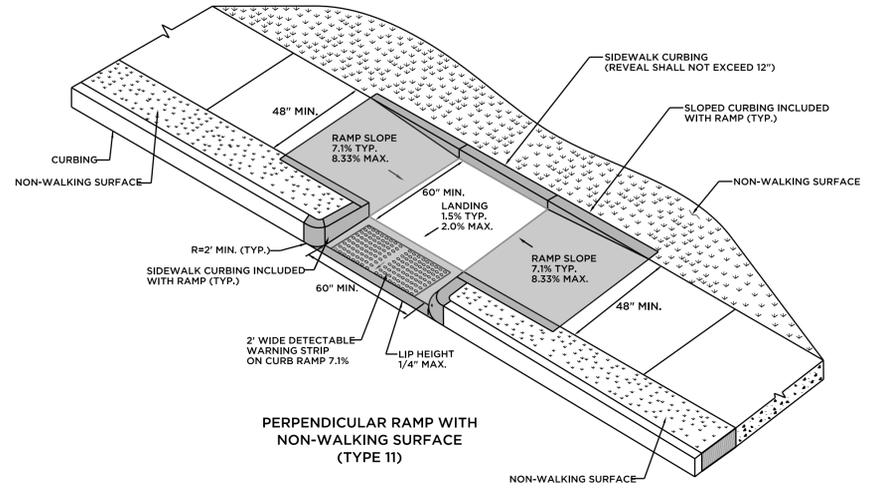 SIDEWALK CURBING
(REVEAL SHALL NOT EXCEED 12")
SLOPED CURBING INCLUDED
WITH RAMP (TYP.)
48" MIN.
RAMP SLOPE
7.1% TYP.
8.33% MAX.
CURBING
NON-WALKING SURFACE
NON-WALKING SURFACE
60" MIN.
LANDING
1.5% TYP.
2.0% MAX.
R=2' MIN. (TYP.)
RAMP SLOPE
7.1% TYP.
8.33% MAX.
SIDEWALK CURBING INCLUDED
WITH RAMP (TYP.)
60" MIN.
48" MIN.
2' WIDE DETECTABLE
WARNING STRIP
ON CURB RAMP 7.1%
LIP HEIGHT
1/4" MAX.
PERPENDICULAR RAMP WITH
NON-WALKING SURFACE
(TYPE 11)
NON-WALKING SURFACE